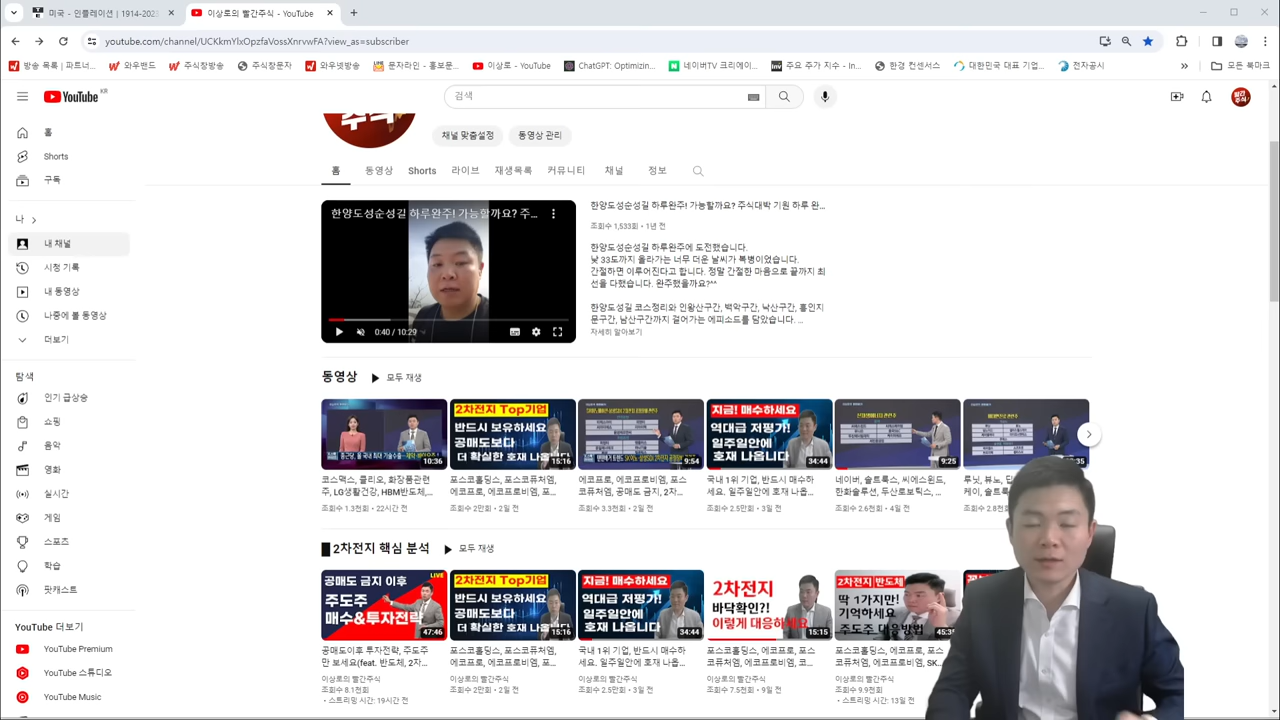 미국 - 인플레이션 | 1914-202
이상로의 빨간주식 - YouTube
youtube.com/channel/UCKkmYlxOpzfaVossXnrvwFA?view_as=subscriber
방송 목록 | 파트너...
와우밴드
주식창방송
주식창문자
와우넷방송
문자라인 - 홍보문...
이상로 - YouTube
ChatGPT: Optimizing...
네이버TV 크리에이...
주요 주가 지수 - In...
한경 컨센서스
대한민국 대표 기업...
전자공시
모든 북마크
YouTube KR
검색
주식
채널 맞춤설정
동영상 관리
홈
Shorts
구독
나
내 채널
시청 기록
내 동영상
나중에 볼 동영상
더보기
탐색
인기 급상승
쇼핑
음악
영화
실시간
게임
스포츠
학습
팟캐스트
YouTube 더보기
YouTube Premium
YouTube 스튜디오
YouTube Music
홈 동영상 Shorts 라이브 재생목록 커뮤니티 채널 정보
한양도성순성길 하루완주! 가능할까요? 주...
0:40 / 10:29
한양도성순성길 하루완주! 가능할까요? 주식대박 기원 하루 완...
조회수 1,533회 • 1년 전
한양도성순성길 하루완주에 도전했습니다.
낮 33도까지 올라가는 너무 더운 날씨가 복병이었습니다.
간절하면 이루어진다고 합니다. 정말 간절한 마음으로 끝까지 최
선을 다했습니다. 완주했을까요?^^
한양도성길 코스정리와 인왕산구간, 백악구간, 낙산구간, 흥인지
문구간, 남산구간까지 걸어가는 에피소드를 담았습니다. ...
자세히 알아보기
동영상
모두 재생
10:36
코스맥스, 클리오, 화장품관련
주, LG생활건강, HBM반도체,...
조회수 1.3천회 • 22시간 전
2차전지 Top기업
반드시 보유하세요
공매도보다
더 확실한 호재 나옵니다
15:16
포스코홀딩스, 포스코퓨처엠,
에코프로, 에코프로비엠, 포...
조회수 2만회 • 2일 전
9:54
에코프로, 에코프로비엠, 포스
코퓨처엠, 공매도 금지, 2차...
조회수 3.3천회 • 2일 전
지금! 매수하세요
역대급 저평가!
일주일안에
호재 나옵니다
34:44
국내 1위 기업, 반드시 매수하
세요. 일주일안에 호재 나옵...
조회수 2.5만회 • 3일 전
9:25
네이버, 솔트룩스, 씨에스윈드,
한화솔루션, 두산로보틱스, ...
조회수 2.6천회 • 4일 전
:35
루닛, 뷰노,
케이, 솔트룩
조회수 2.8천
2차전지 핵심 분석
모두 재생
공매도 금지 이후
LIVE
주도주
매수&투자전략
47:46
공매도이후 투자전략, 주도주
만 보세요(feat. 반도체, 2차...
이상로의 빨간주식
조회수 8.1천회
• 스트리밍 시간: 19시간 전
2차전지 Top기업
반드시 보유하세요
공매도보다
더 확실한 호재 나옵니다
15:16
포스코홀딩스, 포스코퓨처엠,
에코프로, 에코프로비엠, 포...
이상로의 빨간주식
조회수 2만회 • 2일 전
지금! 매수하세요
역대급 저평가!
일주일안에
호재 나옵니다
34:44
국내 1위 기업, 반드시 매수하
세요. 일주일안에 호재 나옵...
이상로의 빨간주식
조회수 2.5만회 • 3일 전
2차전지
바닥확인?!
이렇게 대응하세요
15:15
포스코홀딩스, 에코프로, 포스
코퓨처엠, 에코프로비엠, 코...
이상로의 빨간주식
조회수 7.5천회 • 9일 전
2차전지 반도체
딱 1가지만!
기억하세요
주도주 대응방법
45:3
포스코홀딩스, 에코프로, 포스
코퓨처엠, 에코프로비엠, SK...
이상로의 빨간주식
조회수 9.9천회
• 스트리밍 시간: 13일 전